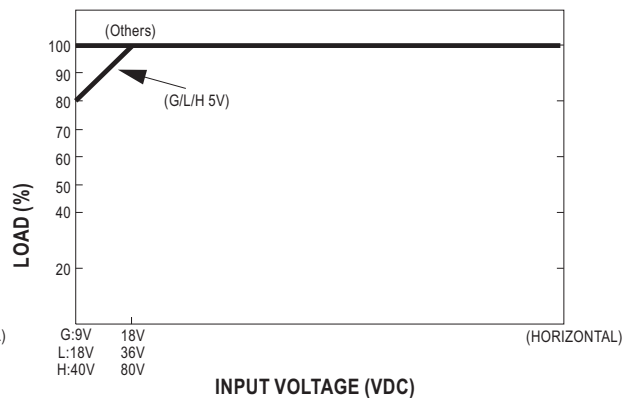 (Others)
100
90
(G/L/H 5V)
80
70
60
50
40
20
LOAD (%)
)
G:9V 18V (HORIZONTAL)
L:18V 36V
H:40V 80V
INPUT VOLTAGE (VDC)